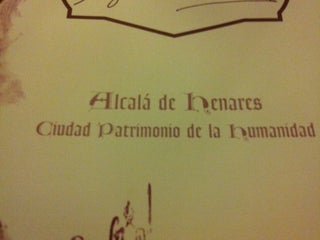 Alcalá de Henares
Ciudad Patrimonio de la Humanidad